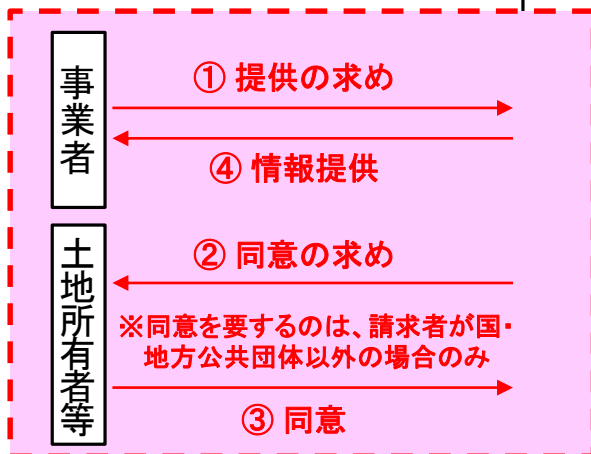 事業者
① 提供の求め
④ 情報提供
土地所有者等
② 同意の求め
※同意を要するのは、請求者が国・
地方公共団体以外の場合のみ
③ 同意